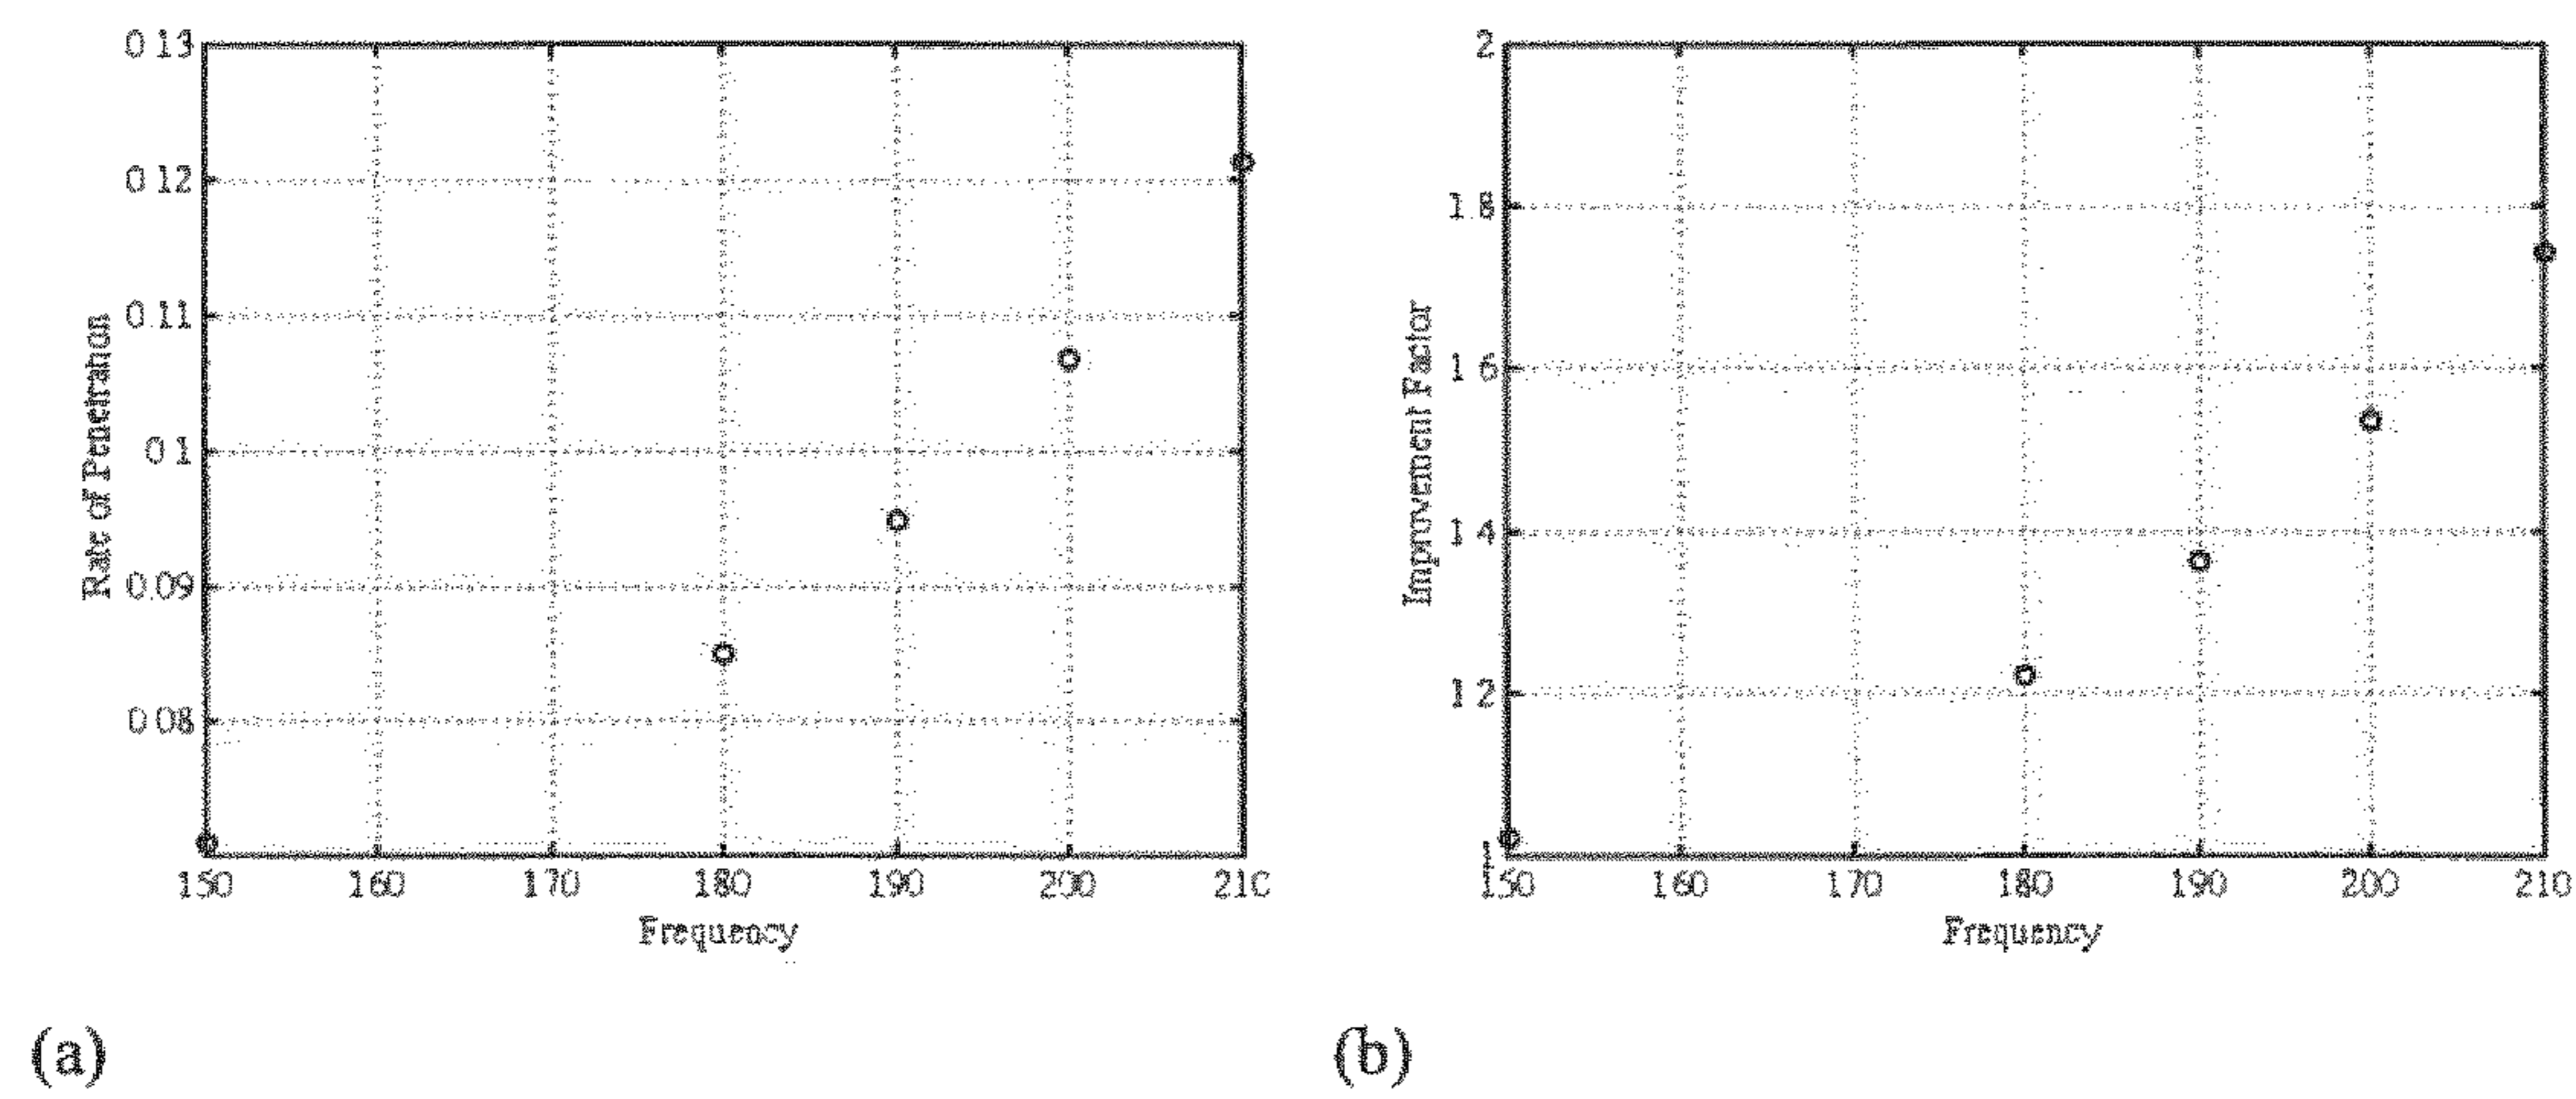 0 13
0 12
0.11
0 1
0.09
0 08
Rate of Penetration
150 160 170 180 190 200 210
Frequency
(a)
2
1.8
1 6
1 4
1 2
1
Improvement Factor
150 160 170 180 190 200 210
Frequency
(b)